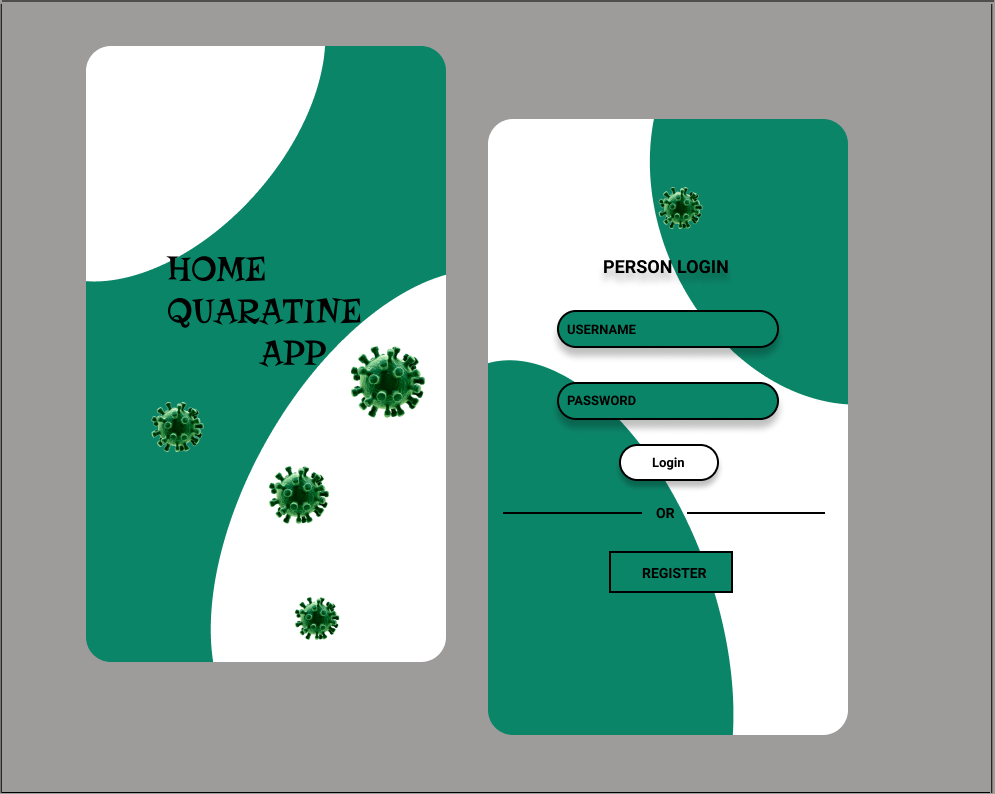 HOME
QUARATINE
APP
PERSON LOGIN
USERNAME
PASSWORD
Login
OR
REGISTER